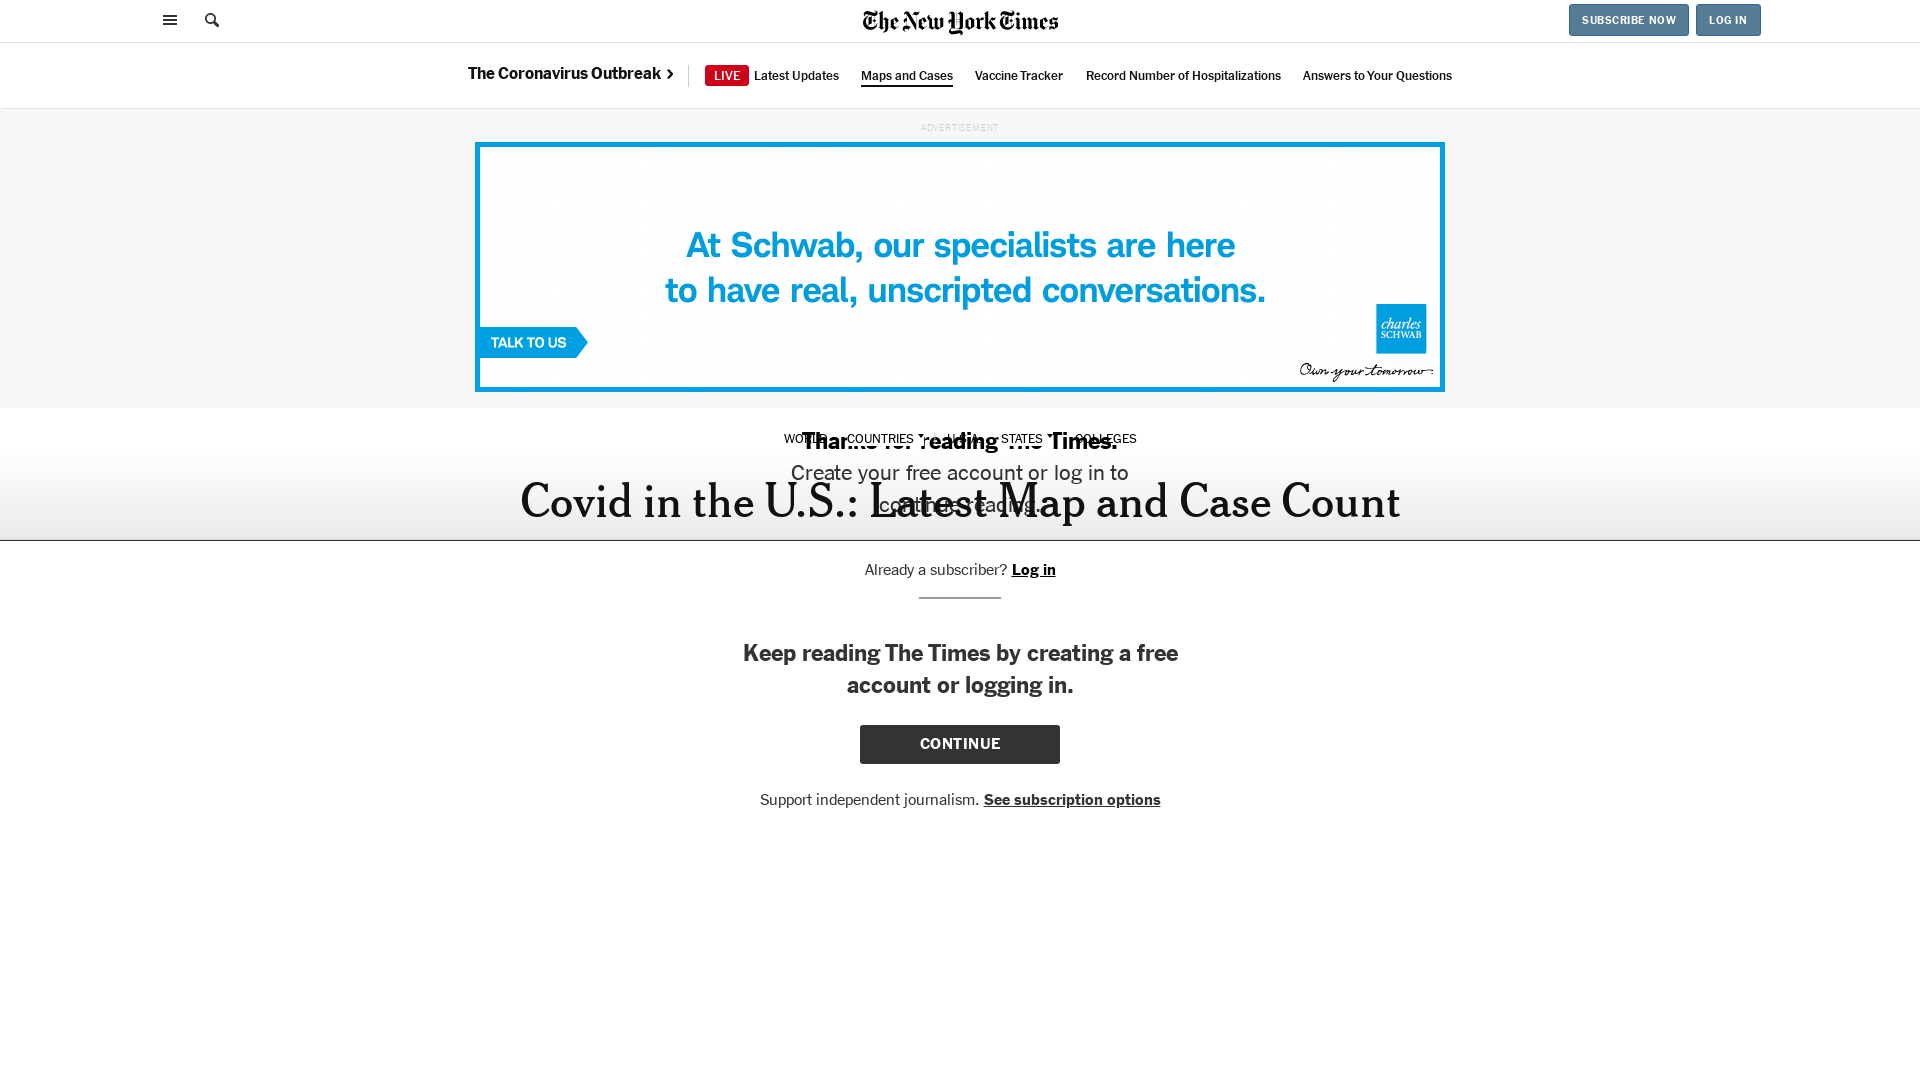 The New York Times
SUBSCRIBE NOW
LOG IN
The Coronavirus Outbreak
LIVE Latest Updates
Maps and Cases
Vaccine Tracker
Record Number of Hospitalizations
Answers to Your Questions
ADVERTISEMENT
At Schwab, our specialists are here
to have real, unscripted conversations.
TALK TO US
charles
SCHWAB
Own your tomorrow
WORLD COUNTRIES U.S.A. STATES COLLEGES
Thanks for reading The Times.
Create your free account or log in to
continue reading.
Covid in the U.S.: Latest Map and Case Count
Already a subscriber? Log in
Keep reading The Times by creating a free
account or logging in.
CONTINUE
Support independent journalism. See subscription options